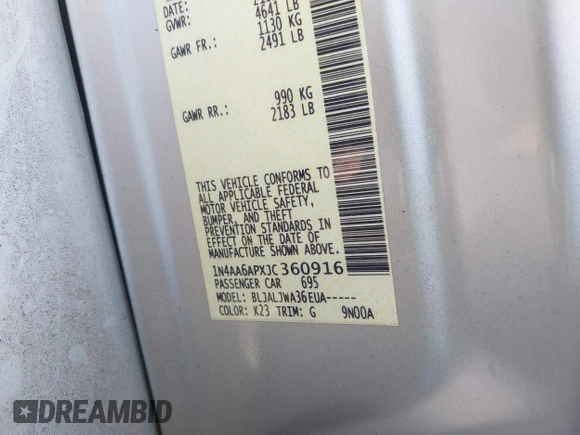 DATE:
GVWR: 4641 LB
1130 KG
GAWR FR.: 2491 LB
990 KG
GAWR RR.: 2183 LB
THIS VEHICLE CONFORMS TO
ALL APPLICABLE FEDERAL
MOTOR VEHICLE SAFETY,
BUMPER, AND THEFT
PREVENTION STANDARDS IN
EFFECT ON THE DATE OF
MANUFACTURE SHOWN ABOVE.
1N4AA6APXJC360916
PASSENGER CAR 695
MODEL: BLJALJWA36EUA-----
COLOR: K23 TRIM: G 9N00A
DREAMBID